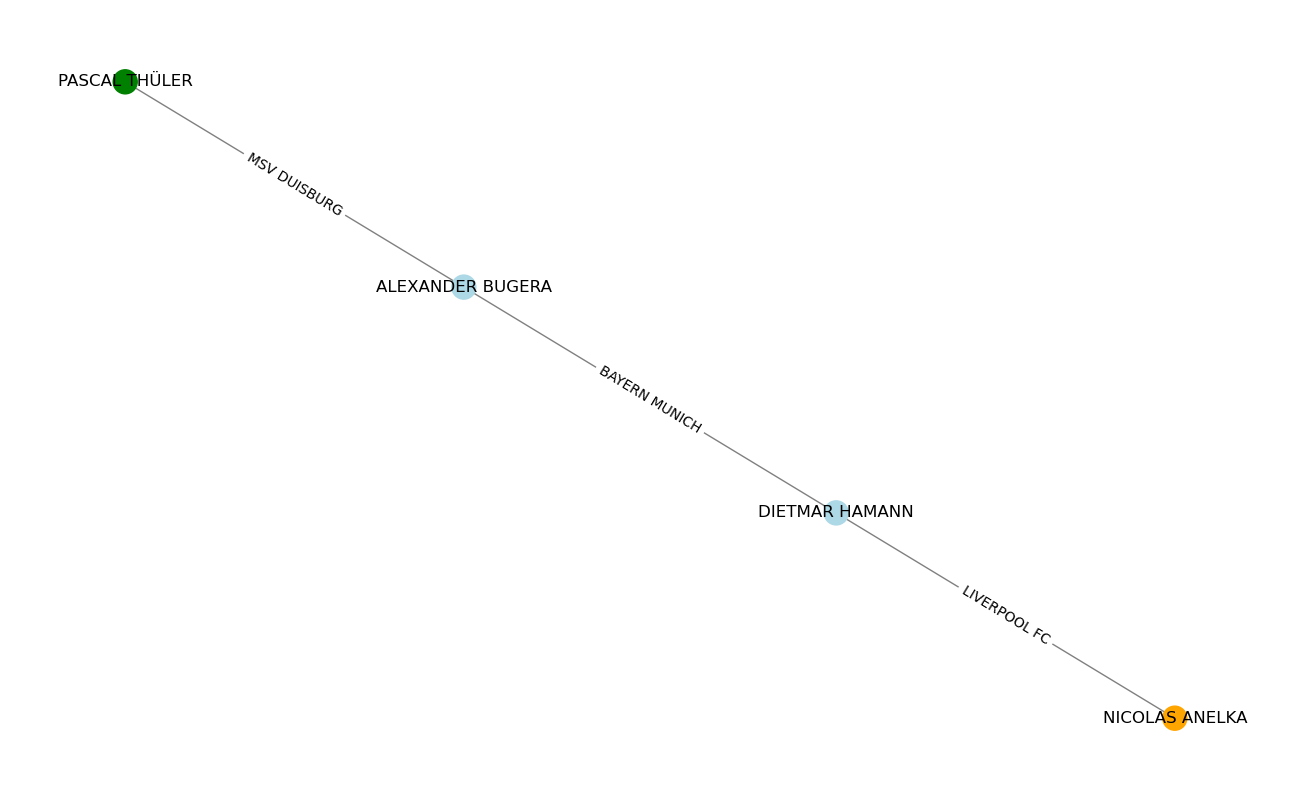 PASCAL THÜLER
MSV DUISBURG
ALEXANDER BUGERA
BAYERN MUNICH
DIETMAR HAMANN
LIVERPOOL FC
NICOLAS ANELKA